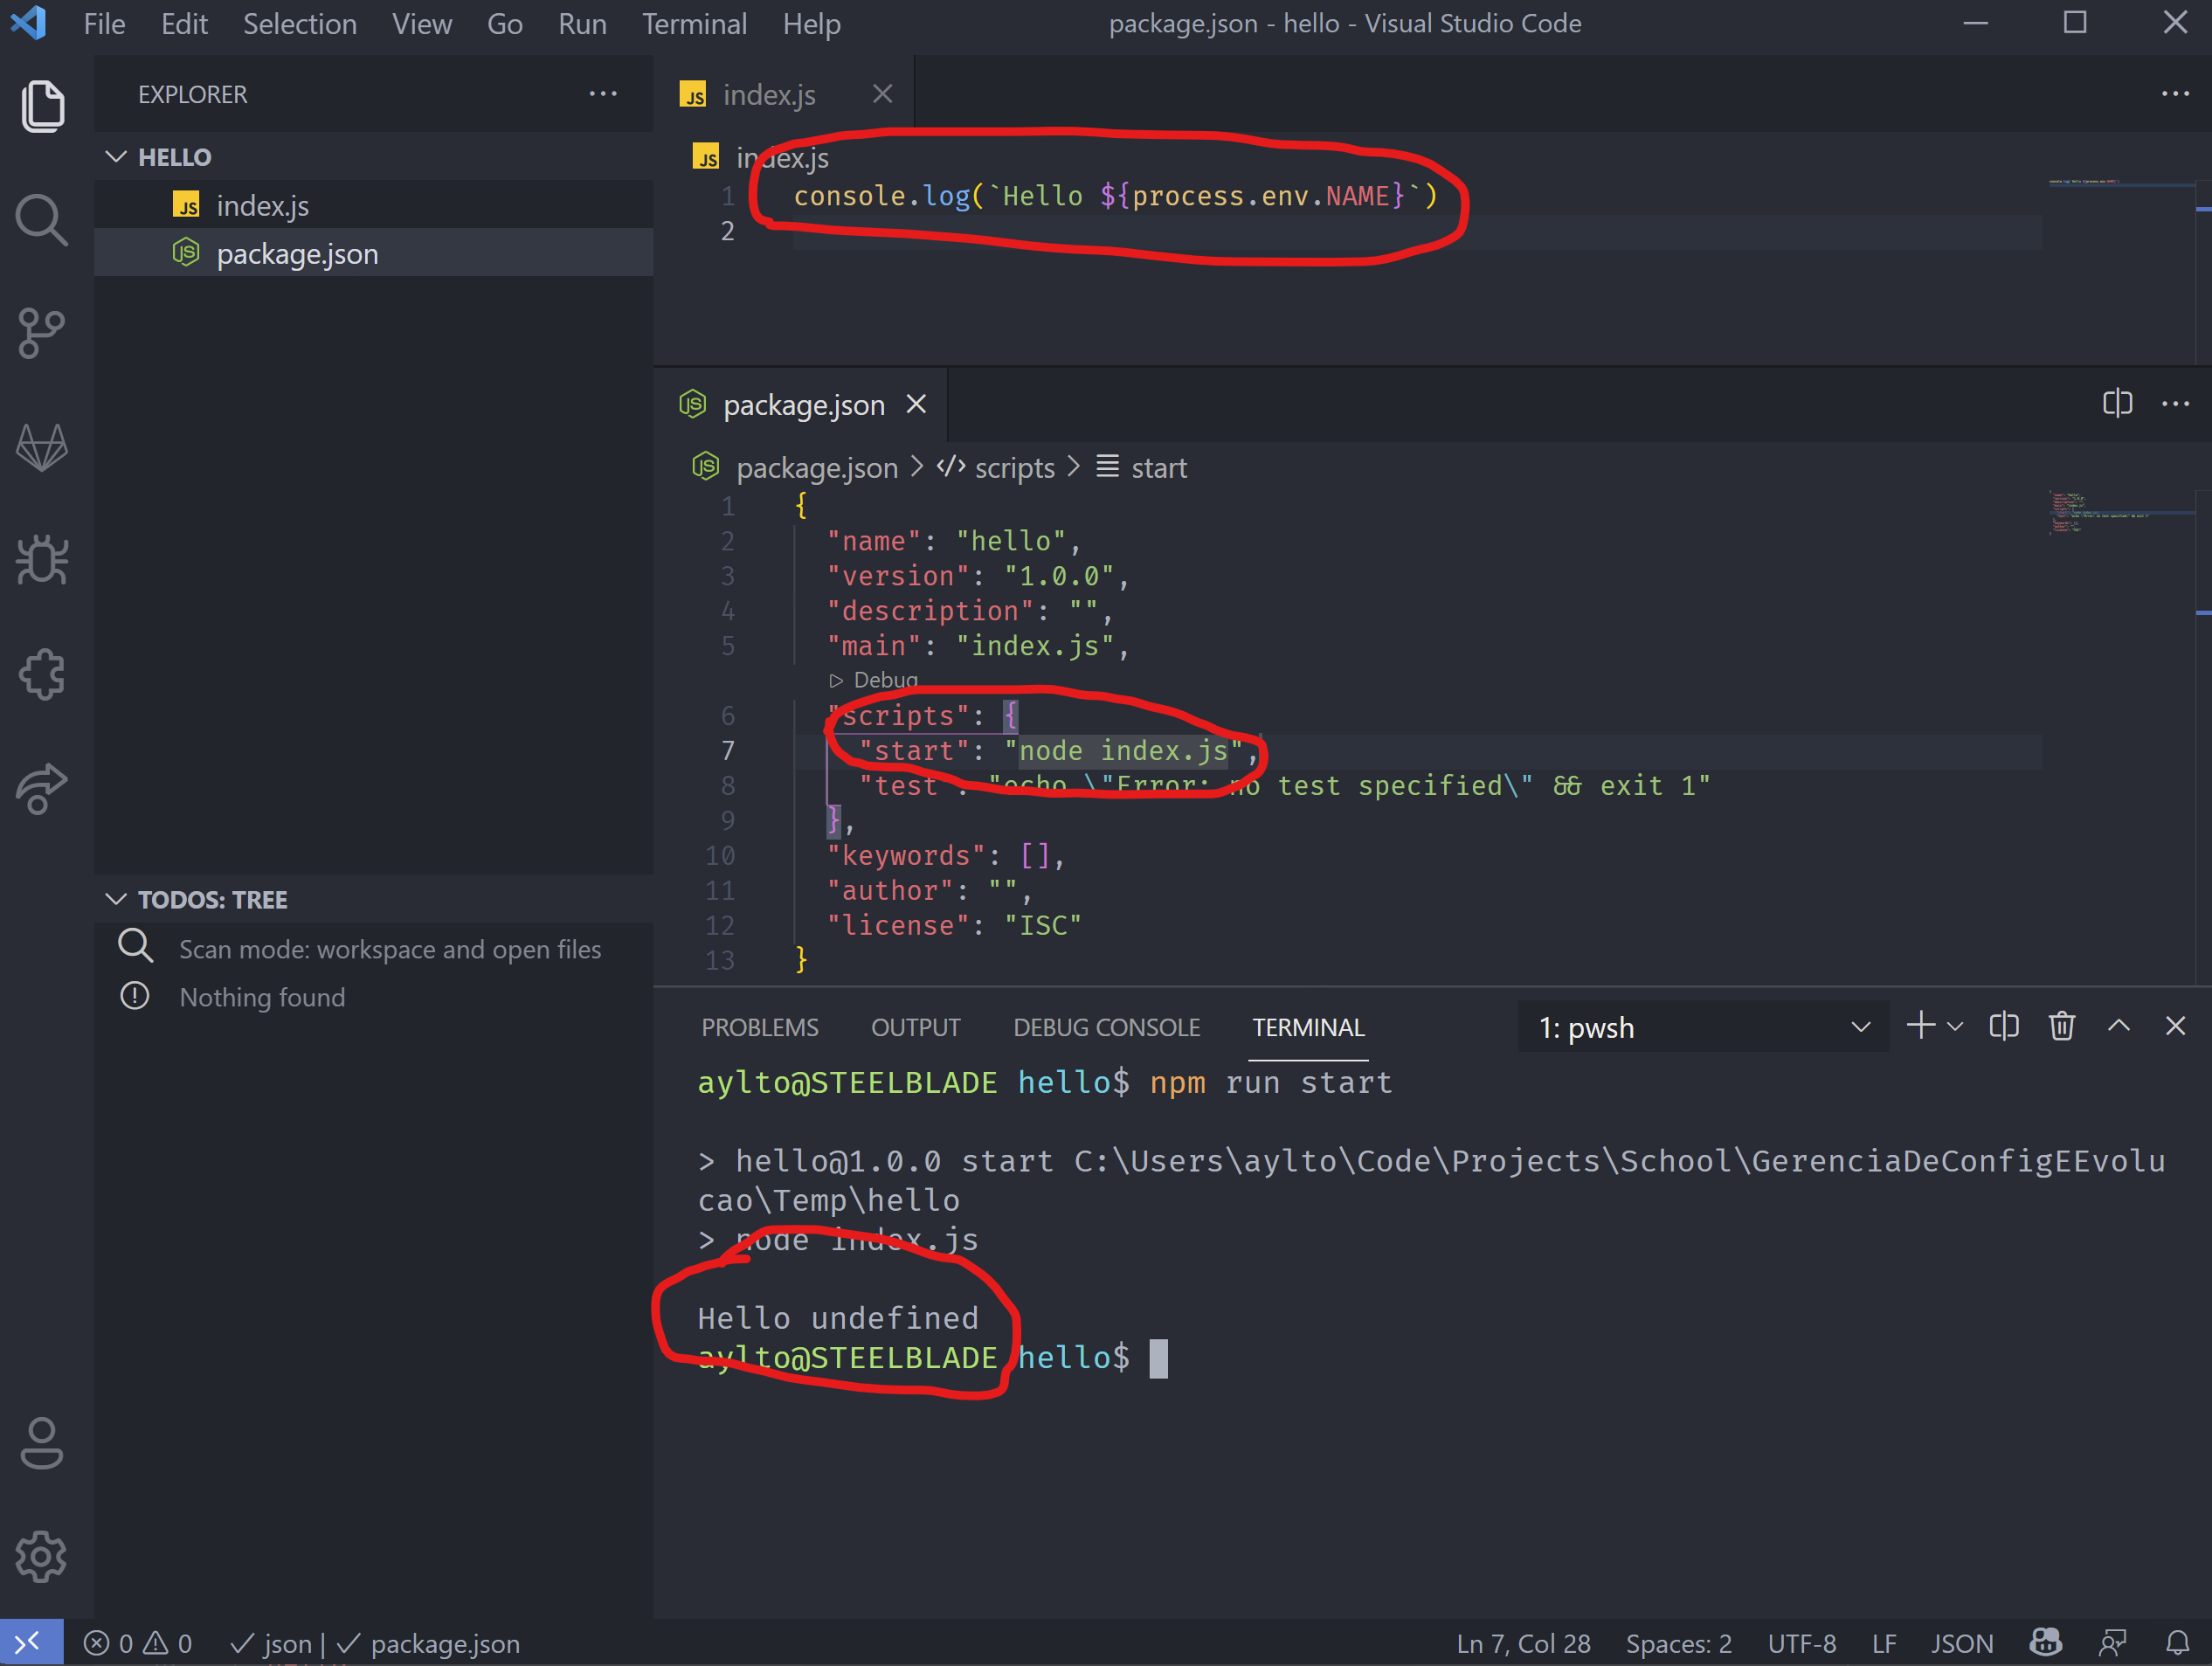 File Edit Selection View Go Run Terminal Help
package.json - hello - Visual Studio Code
EXPLORER
HELLO
JS index.js
package.json
TODOS: TREE
Scan mode: workspace and open files
Nothing found
JS index.js
JS index.js
1 console.log(`Hello ${process.env.NAME}`)
2
package.json
package.json > scripts > start
1 {
2 "name": "hello",
3 "version": "1.0.0",
4 "description": "",
5 "main": "index.js",
Debug
6 "scripts": {
7 "start": "node index.js",
8 "test": "echo \"Error: no test specified\" && exit 1"
9 },
10 "keywords": [],
11 "author": "",
12 "license": "ISC"
13 }
PROBLEMS OUTPUT DEBUG CONSOLE TERMINAL
1: pwsh
aylto@STEELBLADE hello$ npm run start
> hello@1.0.0 start C:\Users\aylto\Code\Projects\School\GerenciaDeConfigEEvolu
cao\Temp\hello
> node index.js
Hello undefined
aylto@STEELBLADE hello$
0 0 json | package.json
Ln 7, Col 28 Spaces: 2 UTF-8 LF JSON